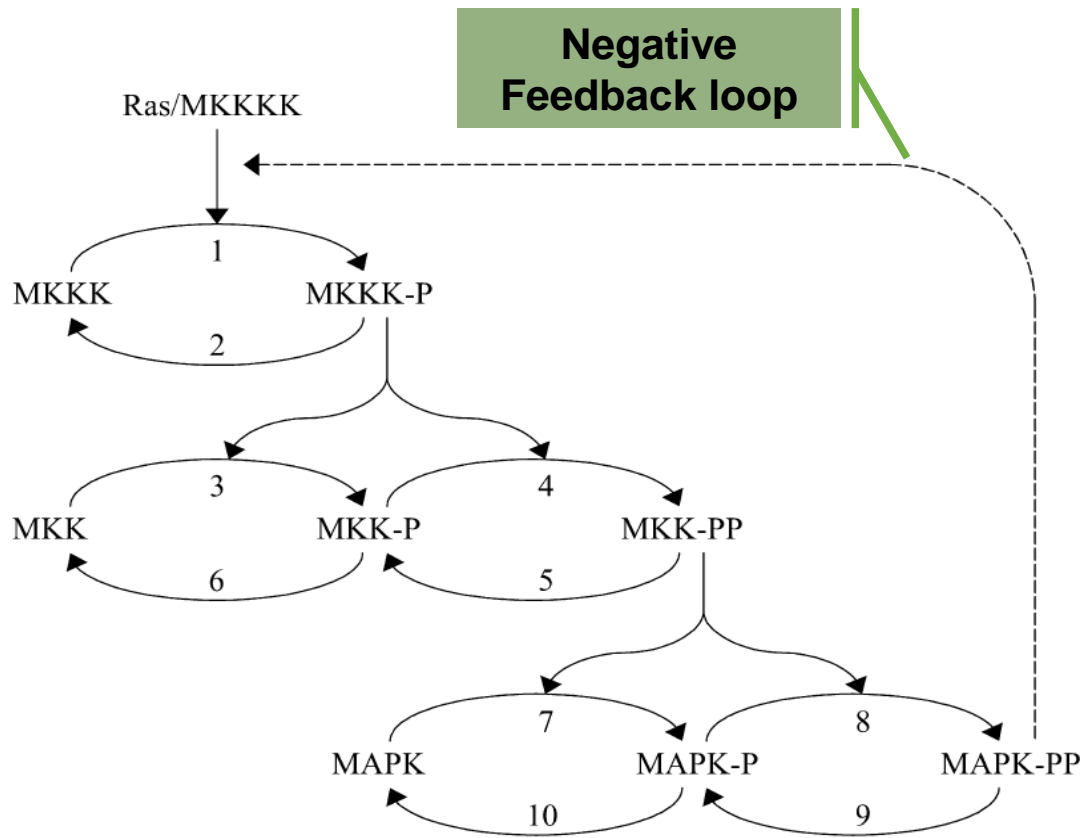 Negative
Feedback loop
Ras/MKKKK
1
MKKK MKKK-P
2
3 4
MKK MKK-P MKK-PP
6 5
7 8
MAPK MAPK-P MAPK-PP
10 9